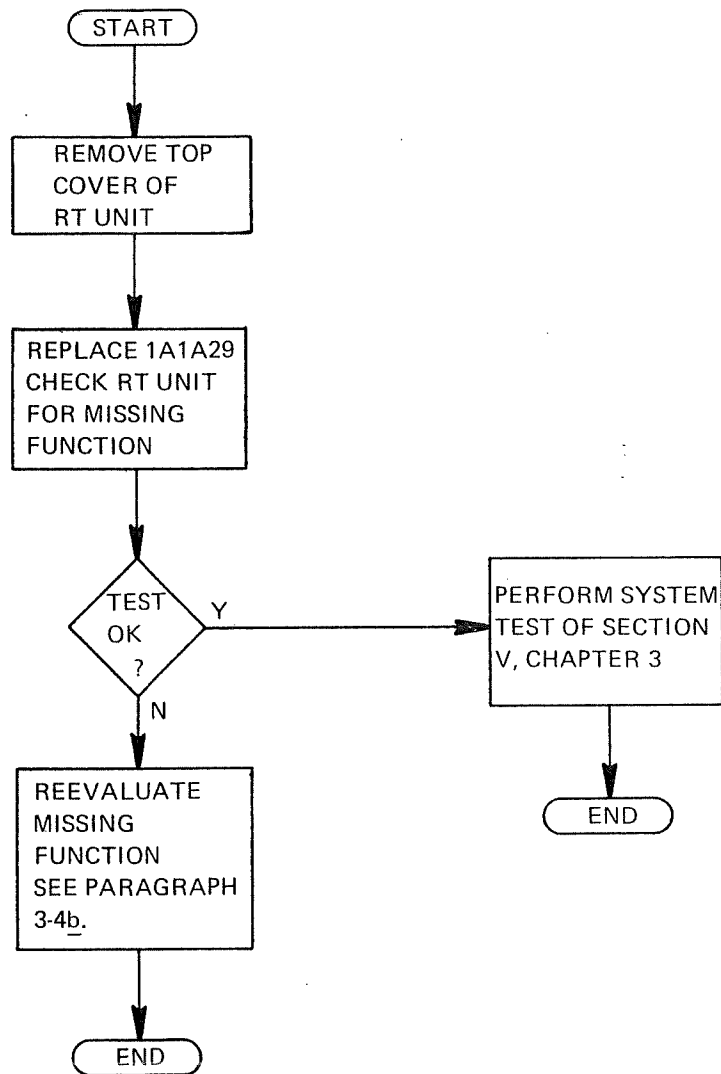 START
REMOVE TOP
COVER OF
RT UNIT
REPLACE 1A1A29
CHECK RT UNIT
FOR MISSING
FUNCTION
TEST
OK
?
Y
N
PERFORM SYSTEM
TEST OF SECTION
V, CHAPTER 3
END
REEVALUATE
MISSING
FUNCTION
SEE PARAGRAPH
3-4b.
END